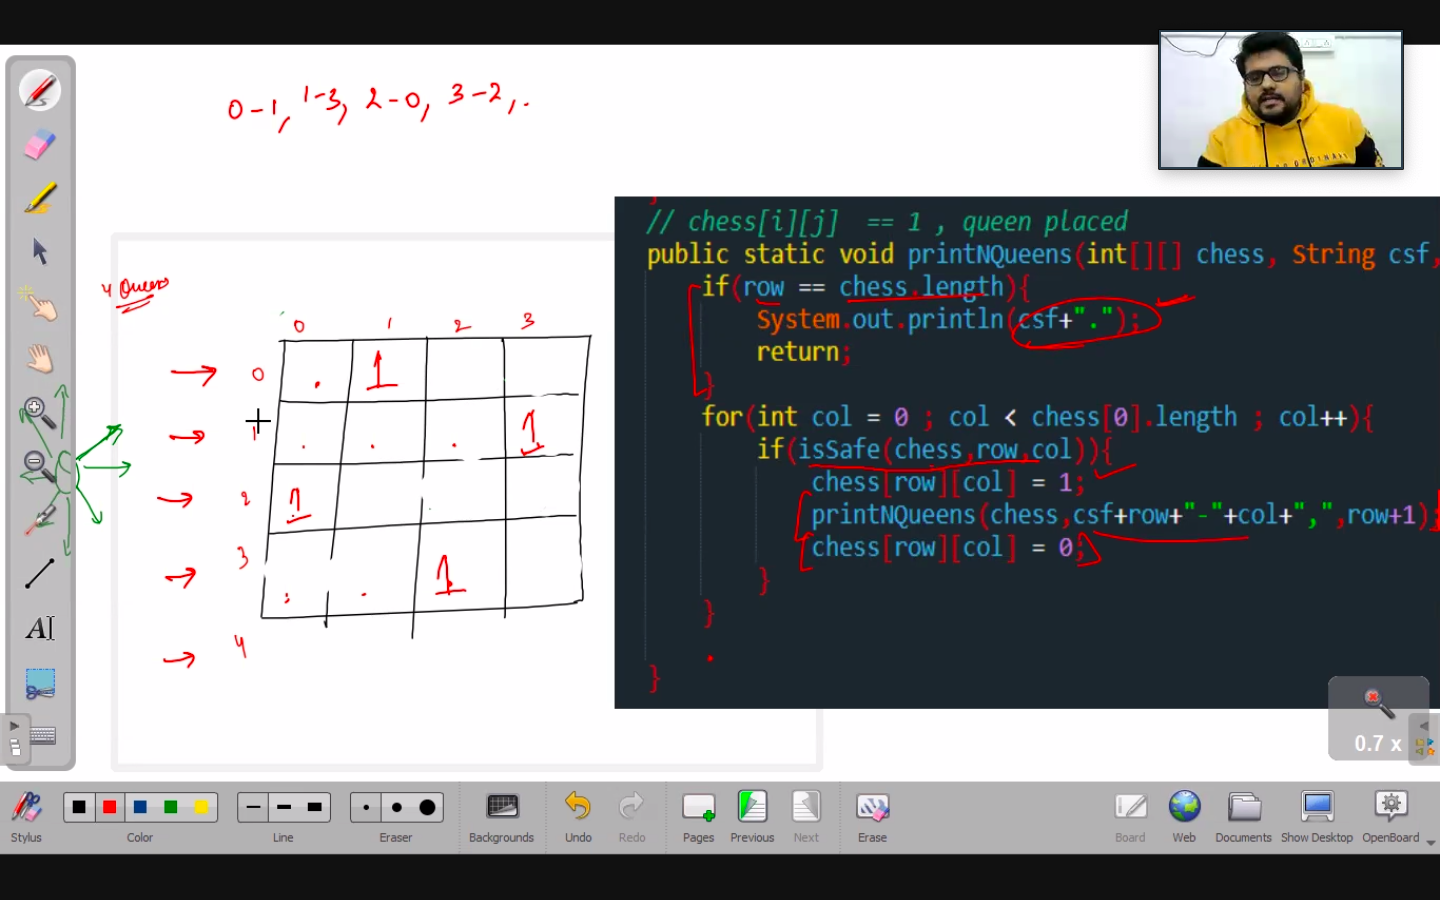 0-1, 1-3, 2-0, 3-2, .
4 Queens
0 1 2 3
0 . 1
1 . . . 1
2 1
3 . . 1
4
// chess[i][j] == 1 , queen placed
public static void printNQueens(int[][] chess, String csf,
if(row == chess.length){
System.out.println(csf+".");
return;
}
for(int col = 0 ; col < chess[0].length ; col++){
if(isSafe(chess,row,col)){
chess[row][col] = 1;
printNQueens(chess,csf+row+"-"+col+",",row+1);
chess[row][col] = 0;
}
}
}
0.7 x
Stylus Color Line Eraser Backgrounds Undo Redo Pages Previous Next Erase Board Web Documents Show Desktop OpenBoard